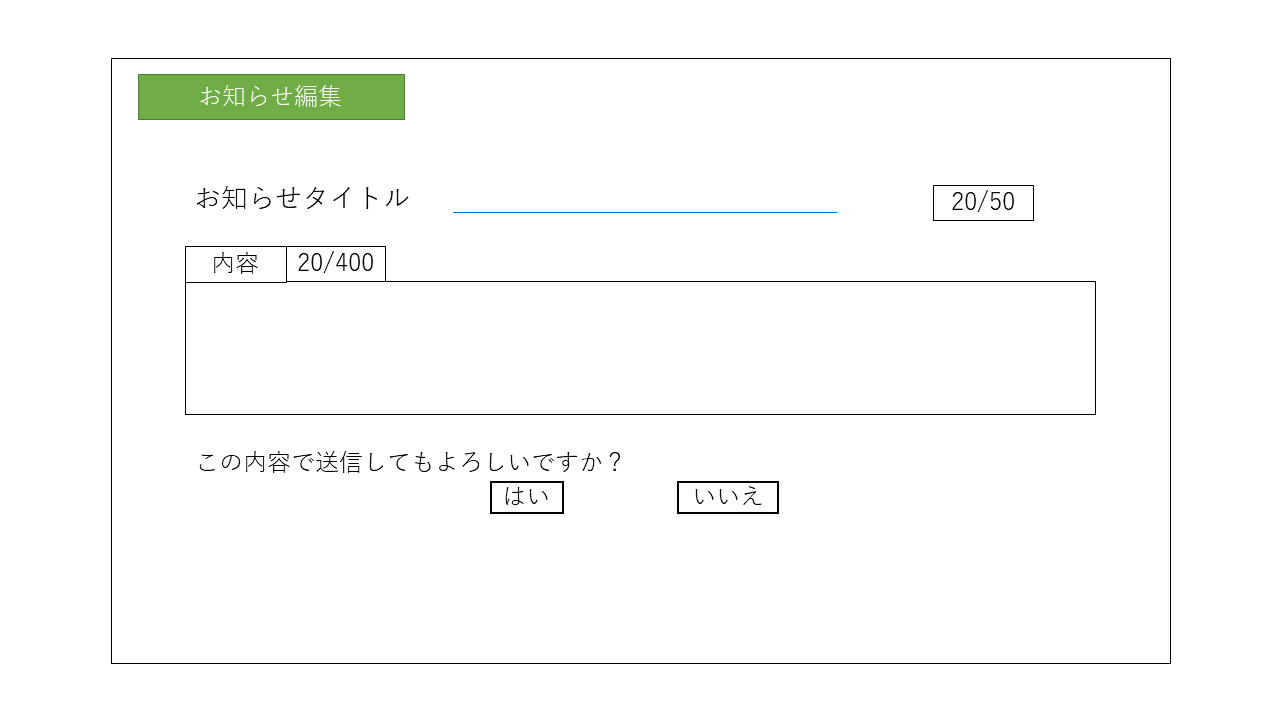 お知らせ編集
お知らせタイトル
20/50
内容
20/400
この内容で送信してもよろしいですか？
はい
いいえ